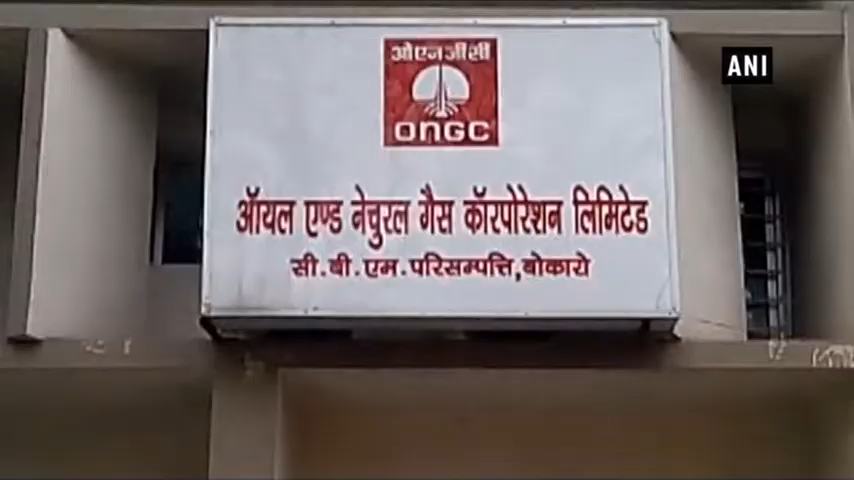 ओएनजीसी
ONGC
ANI
ऑयल एण्ड नेचुरल गैस कॉरपोरेशन लिमिटेड
सी.बी.एम.परिसम्पत्ति,बोकारो